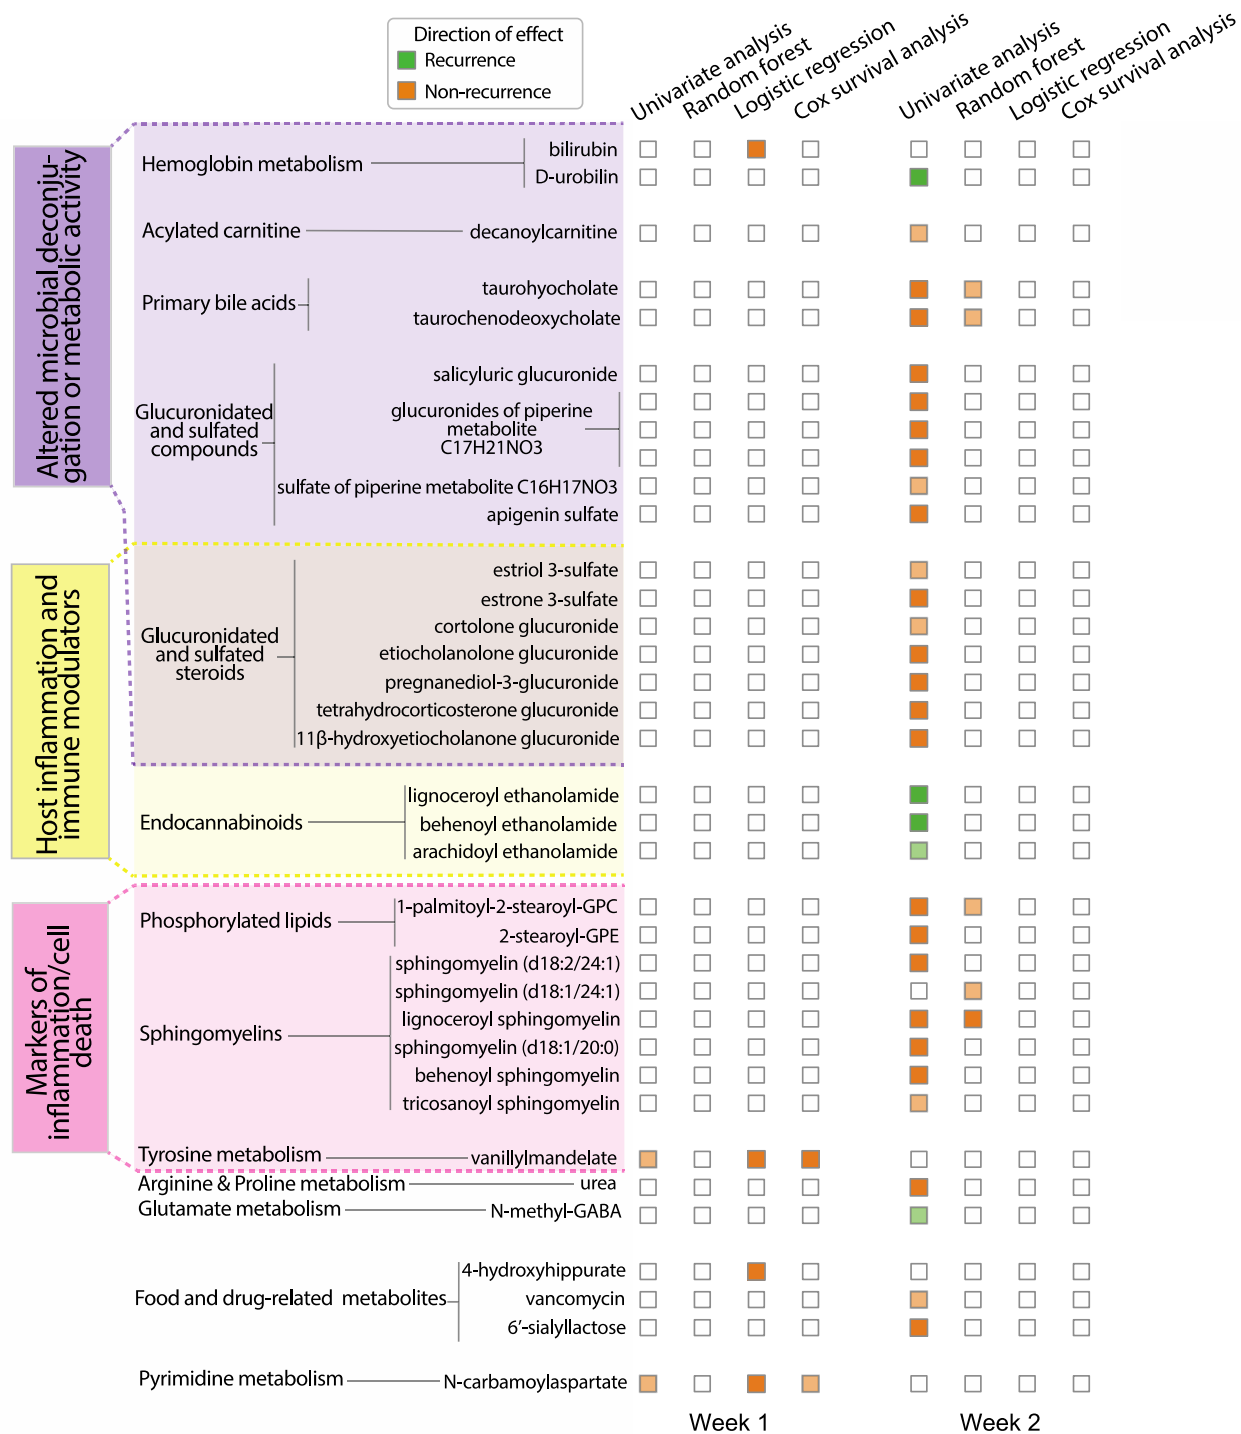 Direction of effect
Recurrence
Non-recurrence
Univariate analysis
Random forest
Logistic regression
Cox survival analysis
Univariate analysis
Random forest
Logistic regression
Cox survival analysis
Altered microbial deconju-
gation or metabolic activity
Hemoglobin metabolism
bilirubin
D-urobilin
Acylated carnitine
decanoylcarnitine
Primary bile acids
taurohyocholate
taurochenodeoxycholate
Glucuronidated
and sulfated
compounds
salicyluric glucuronide
glucuronides of piperine
metabolite
C17H21NO3
sulfate of piperine metabolite C16H17NO3
apigenin sulfate
Host inflammation and
immune modulators
Glucuronidated
and sulfated
steroids
estriol 3-sulfate
estrone 3-sulfate
cortolone glucuronide
etiocholanolone glucuronide
pregnanediol-3-glucuronide
tetrahydrocorticosterone glucuronide
11β-hydroxyetiocholanone glucuronide
Endocannabinoids
lignoceroyl ethanolamide
behenoyl ethanolamide
arachidoyl ethanolamide
Markers of
inflammation/cell
death
Phosphorylated lipids
1-palmitoyl-2-stearoyl-GPC
2-stearoyl-GPE
Sphingomyelins
sphingomyelin (d18:2/24:1)
sphingomyelin (d18:1/24:1)
lignoceroyl sphingomyelin
sphingomyelin (d18:1/20:0)
behenoyl sphingomyelin
tricosanoyl sphingomyelin
Tyrosine metabolism
vanillylmandelate
Arginine & Proline metabolism
urea
Glutamate metabolism
N-methyl-GABA
Food and drug-related metabolites
4-hydroxyhippurate
vancomycin
6′-sialyllactose
Pyrimidine metabolism
N-carbamoylaspartate
Week 1
Week 2